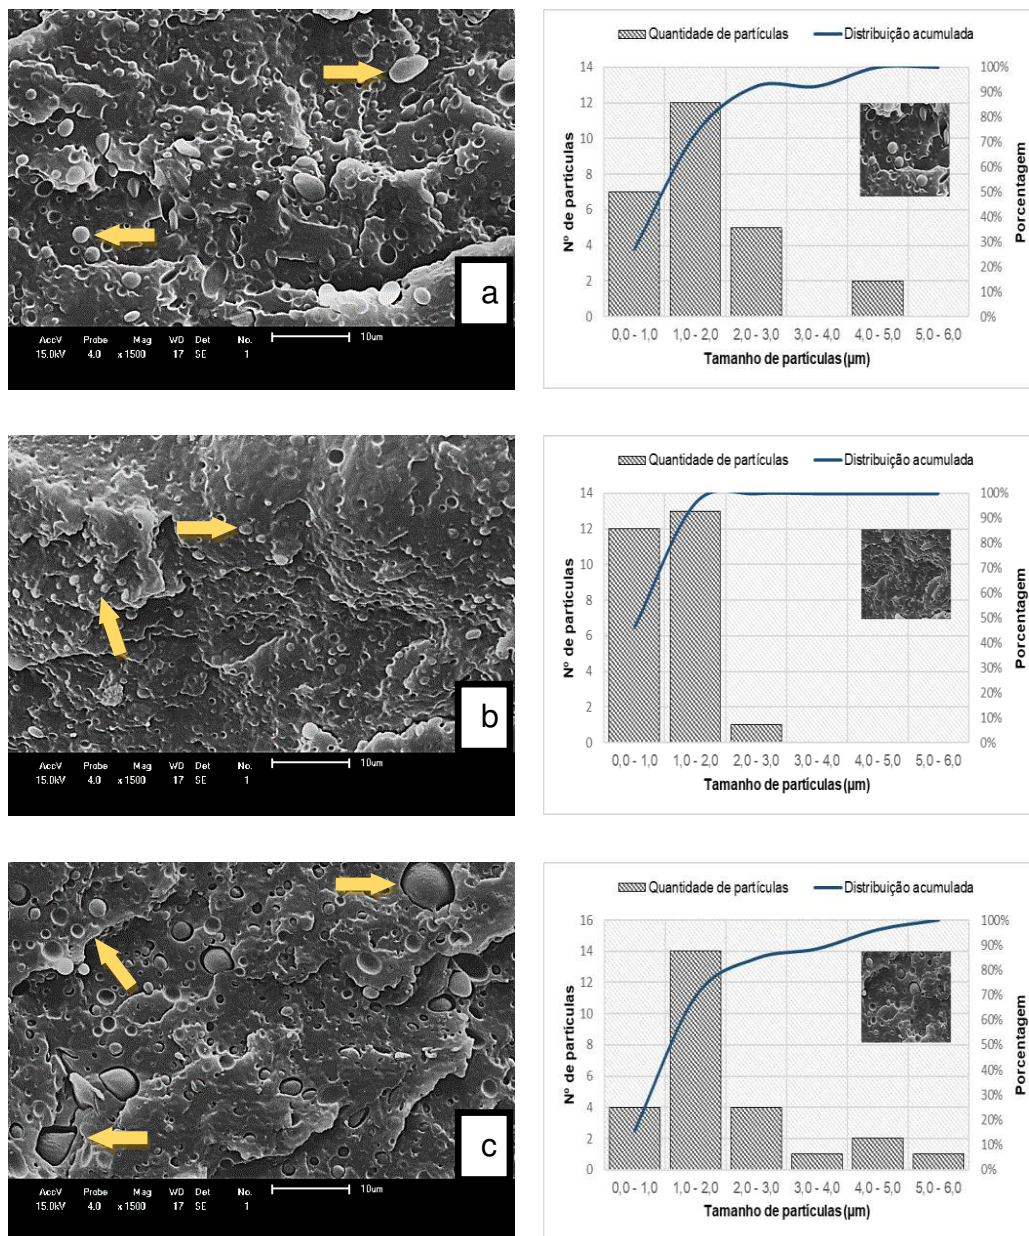 a
AccV Probe Mag WD Det No.
15.0kV 4.0 x 1500 17 SE 1
10um
Quantidade de partículas Distribuição acumulada
Nº de partículas
14
12
10
8
6
4
2
0
100%
90%
80%
70%
60%
50%
40%
30%
20%
10%
0%
Porcentagem
0,0 - 1,0 1,0 - 2,0 2,0 - 3,0 3,0 - 4,0 4,0 - 5,0 5,0 - 6,0
Tamanho de partículas (µm)
b
AccV Probe Mag WD Det No.
15.0kV 4.0 x 1500 17 SE 1
10um
Quantidade de partículas Distribuição acumulada
Nº de partículas
14
12
10
8
6
4
2
0
100%
90%
80%
70%
60%
50%
40%
30%
20%
10%
0%
Porcentagem
0,0 - 1,0 1,0 - 2,0 2,0 - 3,0 3,0 - 4,0 4,0 - 5,0 5,0 - 6,0
Tamanho de partículas (µm)
c
AccV Probe Mag WD Det No.
15.0kV 4.0 x 1500 17 SE 1
10um
Quantidade de partículas Distribuição acumulada
Nº de partículas
16
14
12
10
8
6
4
2
0
100%
90%
80%
70%
60%
50%
40%
30%
20%
10%
0%
Porcentagem
0,0 - 1,0 1,0 - 2,0 2,0 - 3,0 3,0 - 4,0 4,0 - 5,0 5,0 - 6,0
Tamanho de partículas (µm)